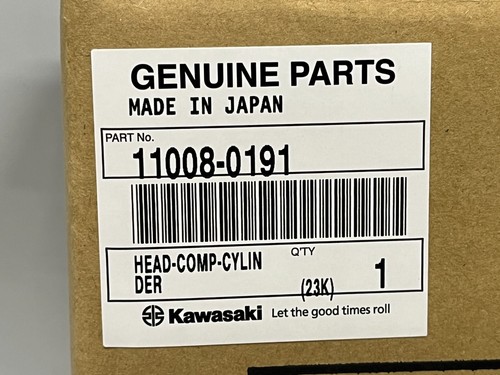 GENUINE PARTS
MADE IN JAPAN
PART No.
11008-0191
HEAD-COMP-CYLIN
DER
Q'TY
(23K)
1
Kawasaki Let the good times roll